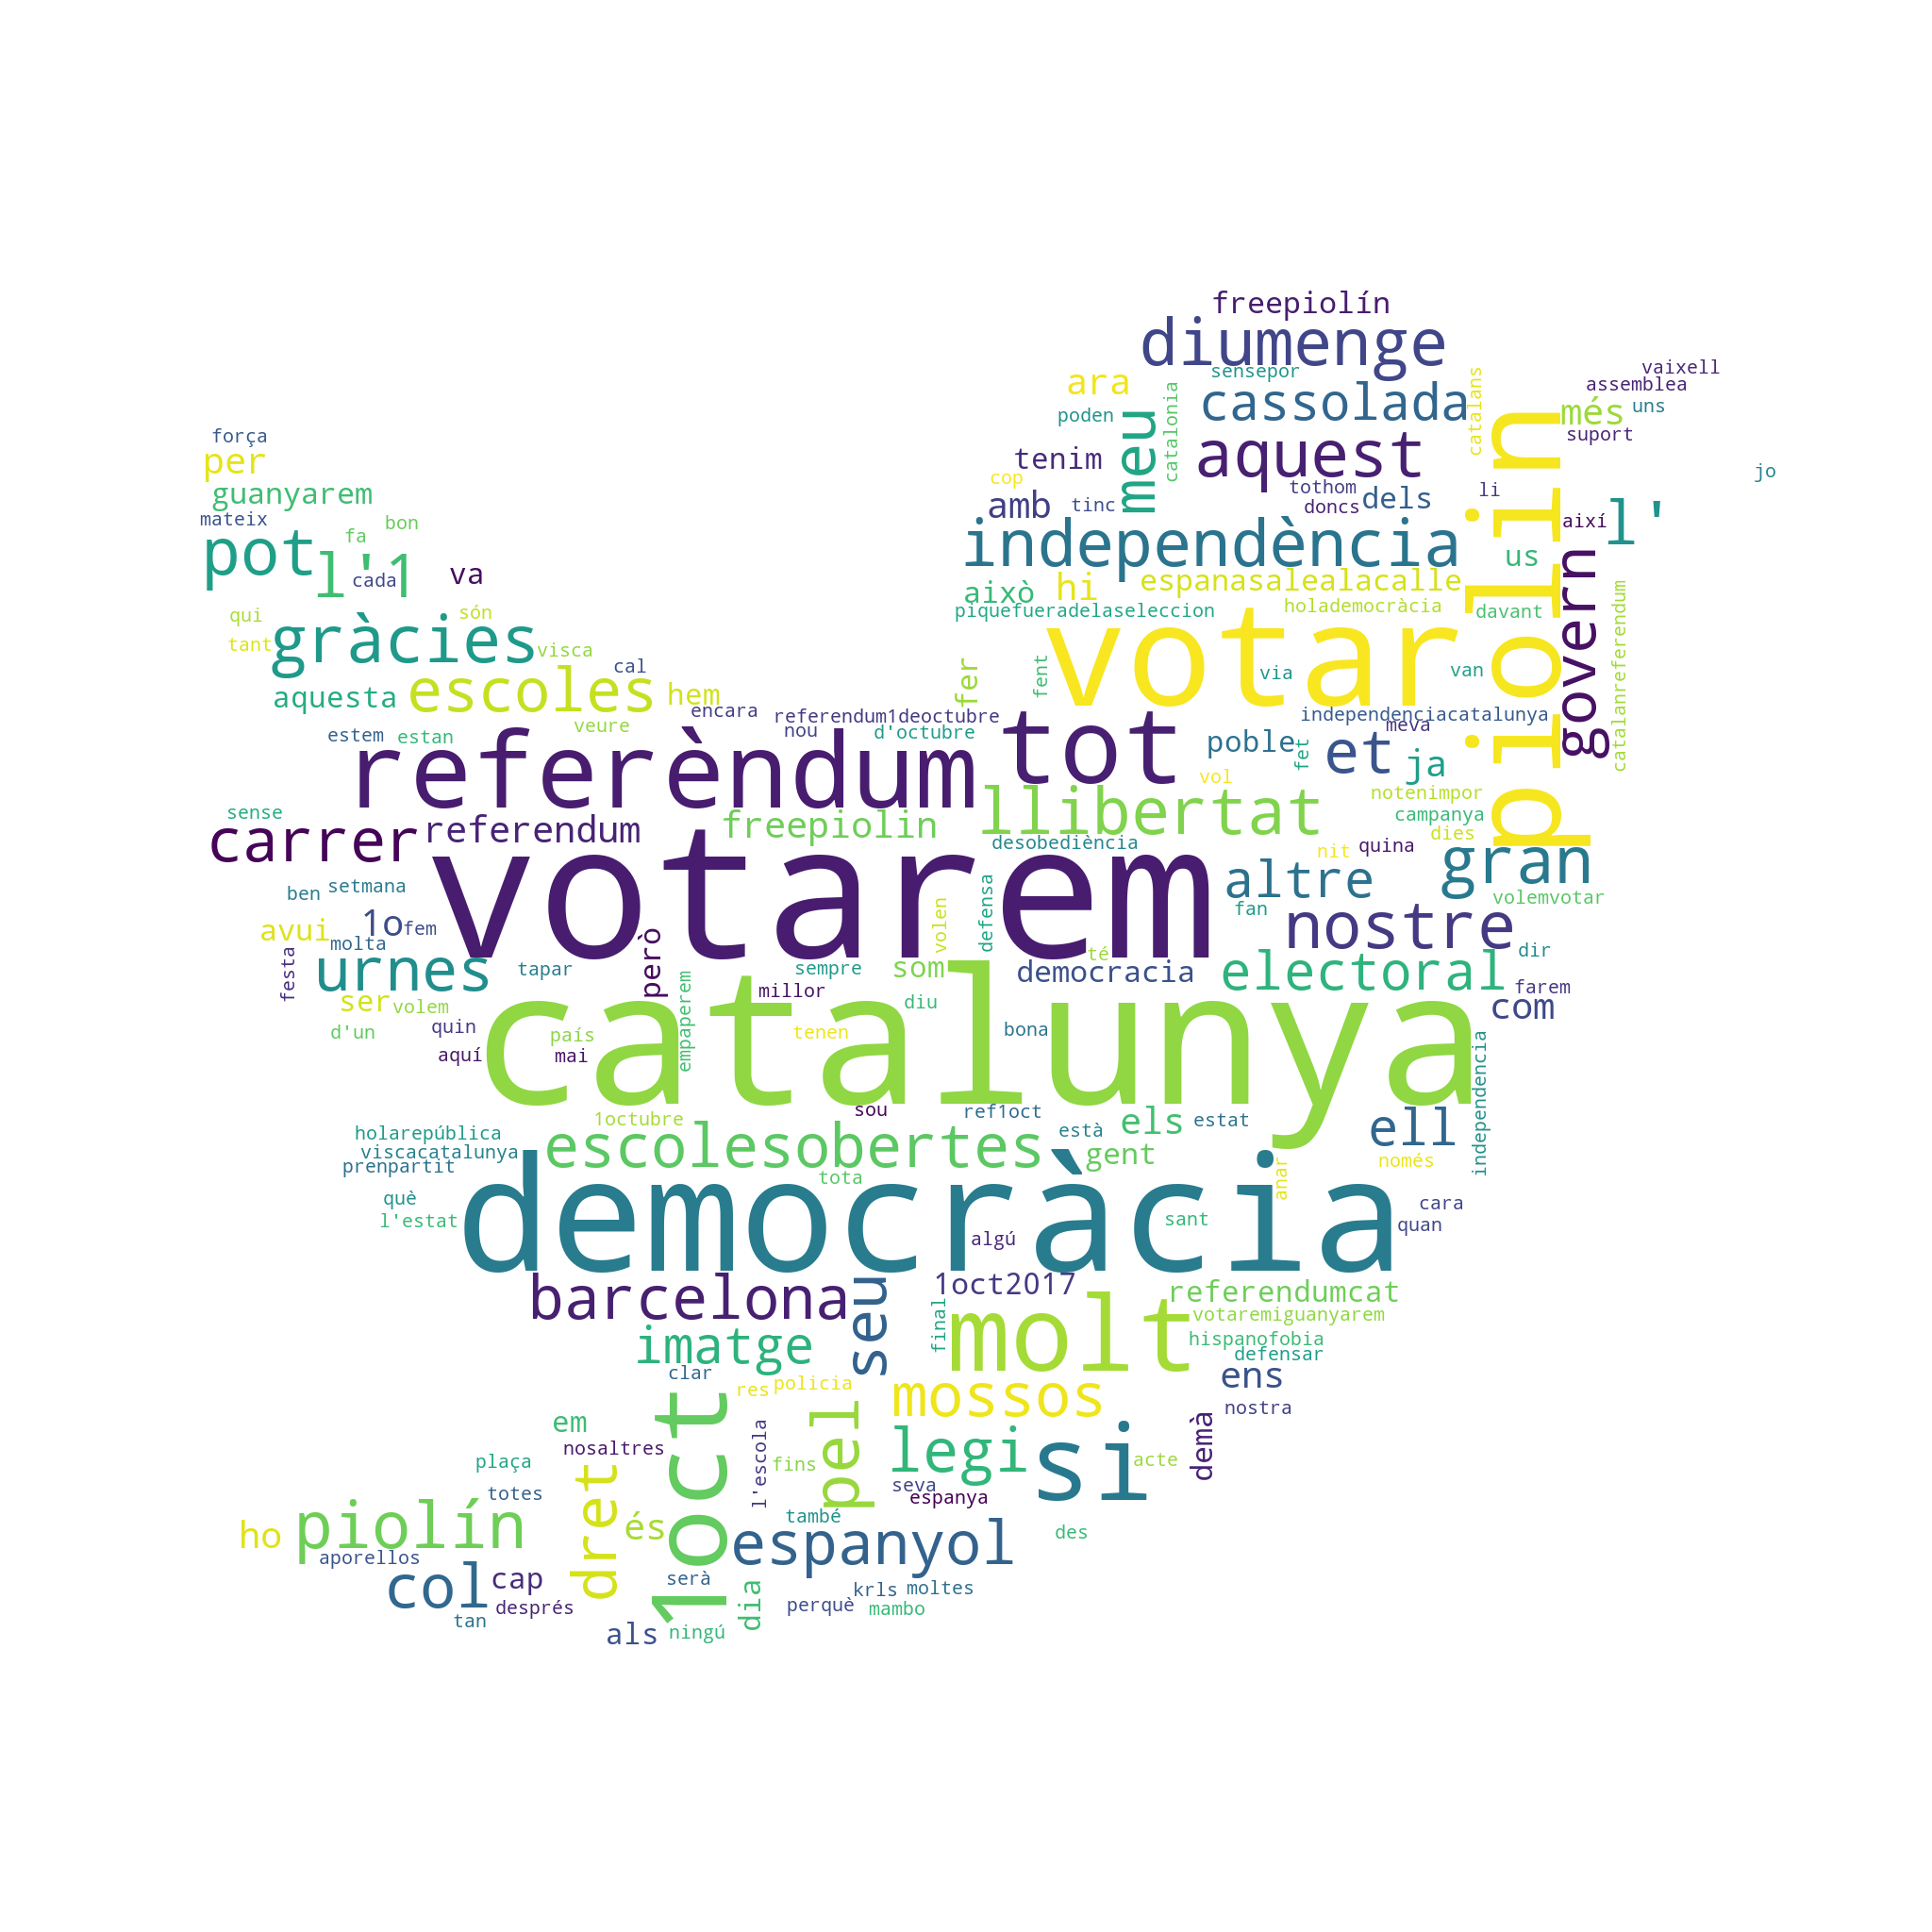 freepiolín
diumenge
vaixell
sensepor
ara
assemblea
cassolada
catalans
uns
poden
meu
catalonia
més
força
suport
aquest
per
tenim
piolin
jo
cop
guanyarem
tothom
dels
li
amb
tinc
doncs
l'
mateix
bon
així
independència
fa
pot
l'1
us
va
cada
hi
espanasalealacalle
això
govern
holademocràcia
piquefueradelaseleccion
davant
qui
són
catalanreferendum
gràcies
tant
visca
votar
cal
fer
fent
via
van
aquesta
escoles
hem
encara
referendum1deoctubre
independenciacatalunya
veure
nou
d'octubre
meva
estem
estan
tot
poble
fet
et
ja
referèndum
vol
notenimpor
sense
llibertat
campanya
carrer
referendum
freepiolin
dies
desobediència
nit
quina
gran
ben
setmana
votarem
altre
volemvotar
defensa
fan
avui
1o
fem
volen
nostre
molta
però
té
dir
festa
urnes
tapar
sempre
som
democracia
electoral
millor
farem
ser
volem
empaperem
diu
com
d'un
quin
país
tenen
bona
aquí
mai
catalunya
independencia
1octubre
sou
ref1oct
els
estat
holarepública
està
ell
viscacatalunya
escolesobertes
gent
prenpartit
només
tota
anar
què
democràcia
cara
l'estat
sant
quan
algú
barcelona
seu
1oct2017
referendumcat
final
votaremiguanyarem
imatge
molt
hispanofobia
defensar
clar
ens
res
policia
mossos
nostra
em
1oct
pel
demà
nosaltres
l'escola
legi
si
plaça
fins
acte
totes
dret
seva
espanya
piolín
és
també
des
ho
espanyol
aporellos
col
cap
serà
dia
krls
moltes
després
perquè
mambo
tan
als
ningú